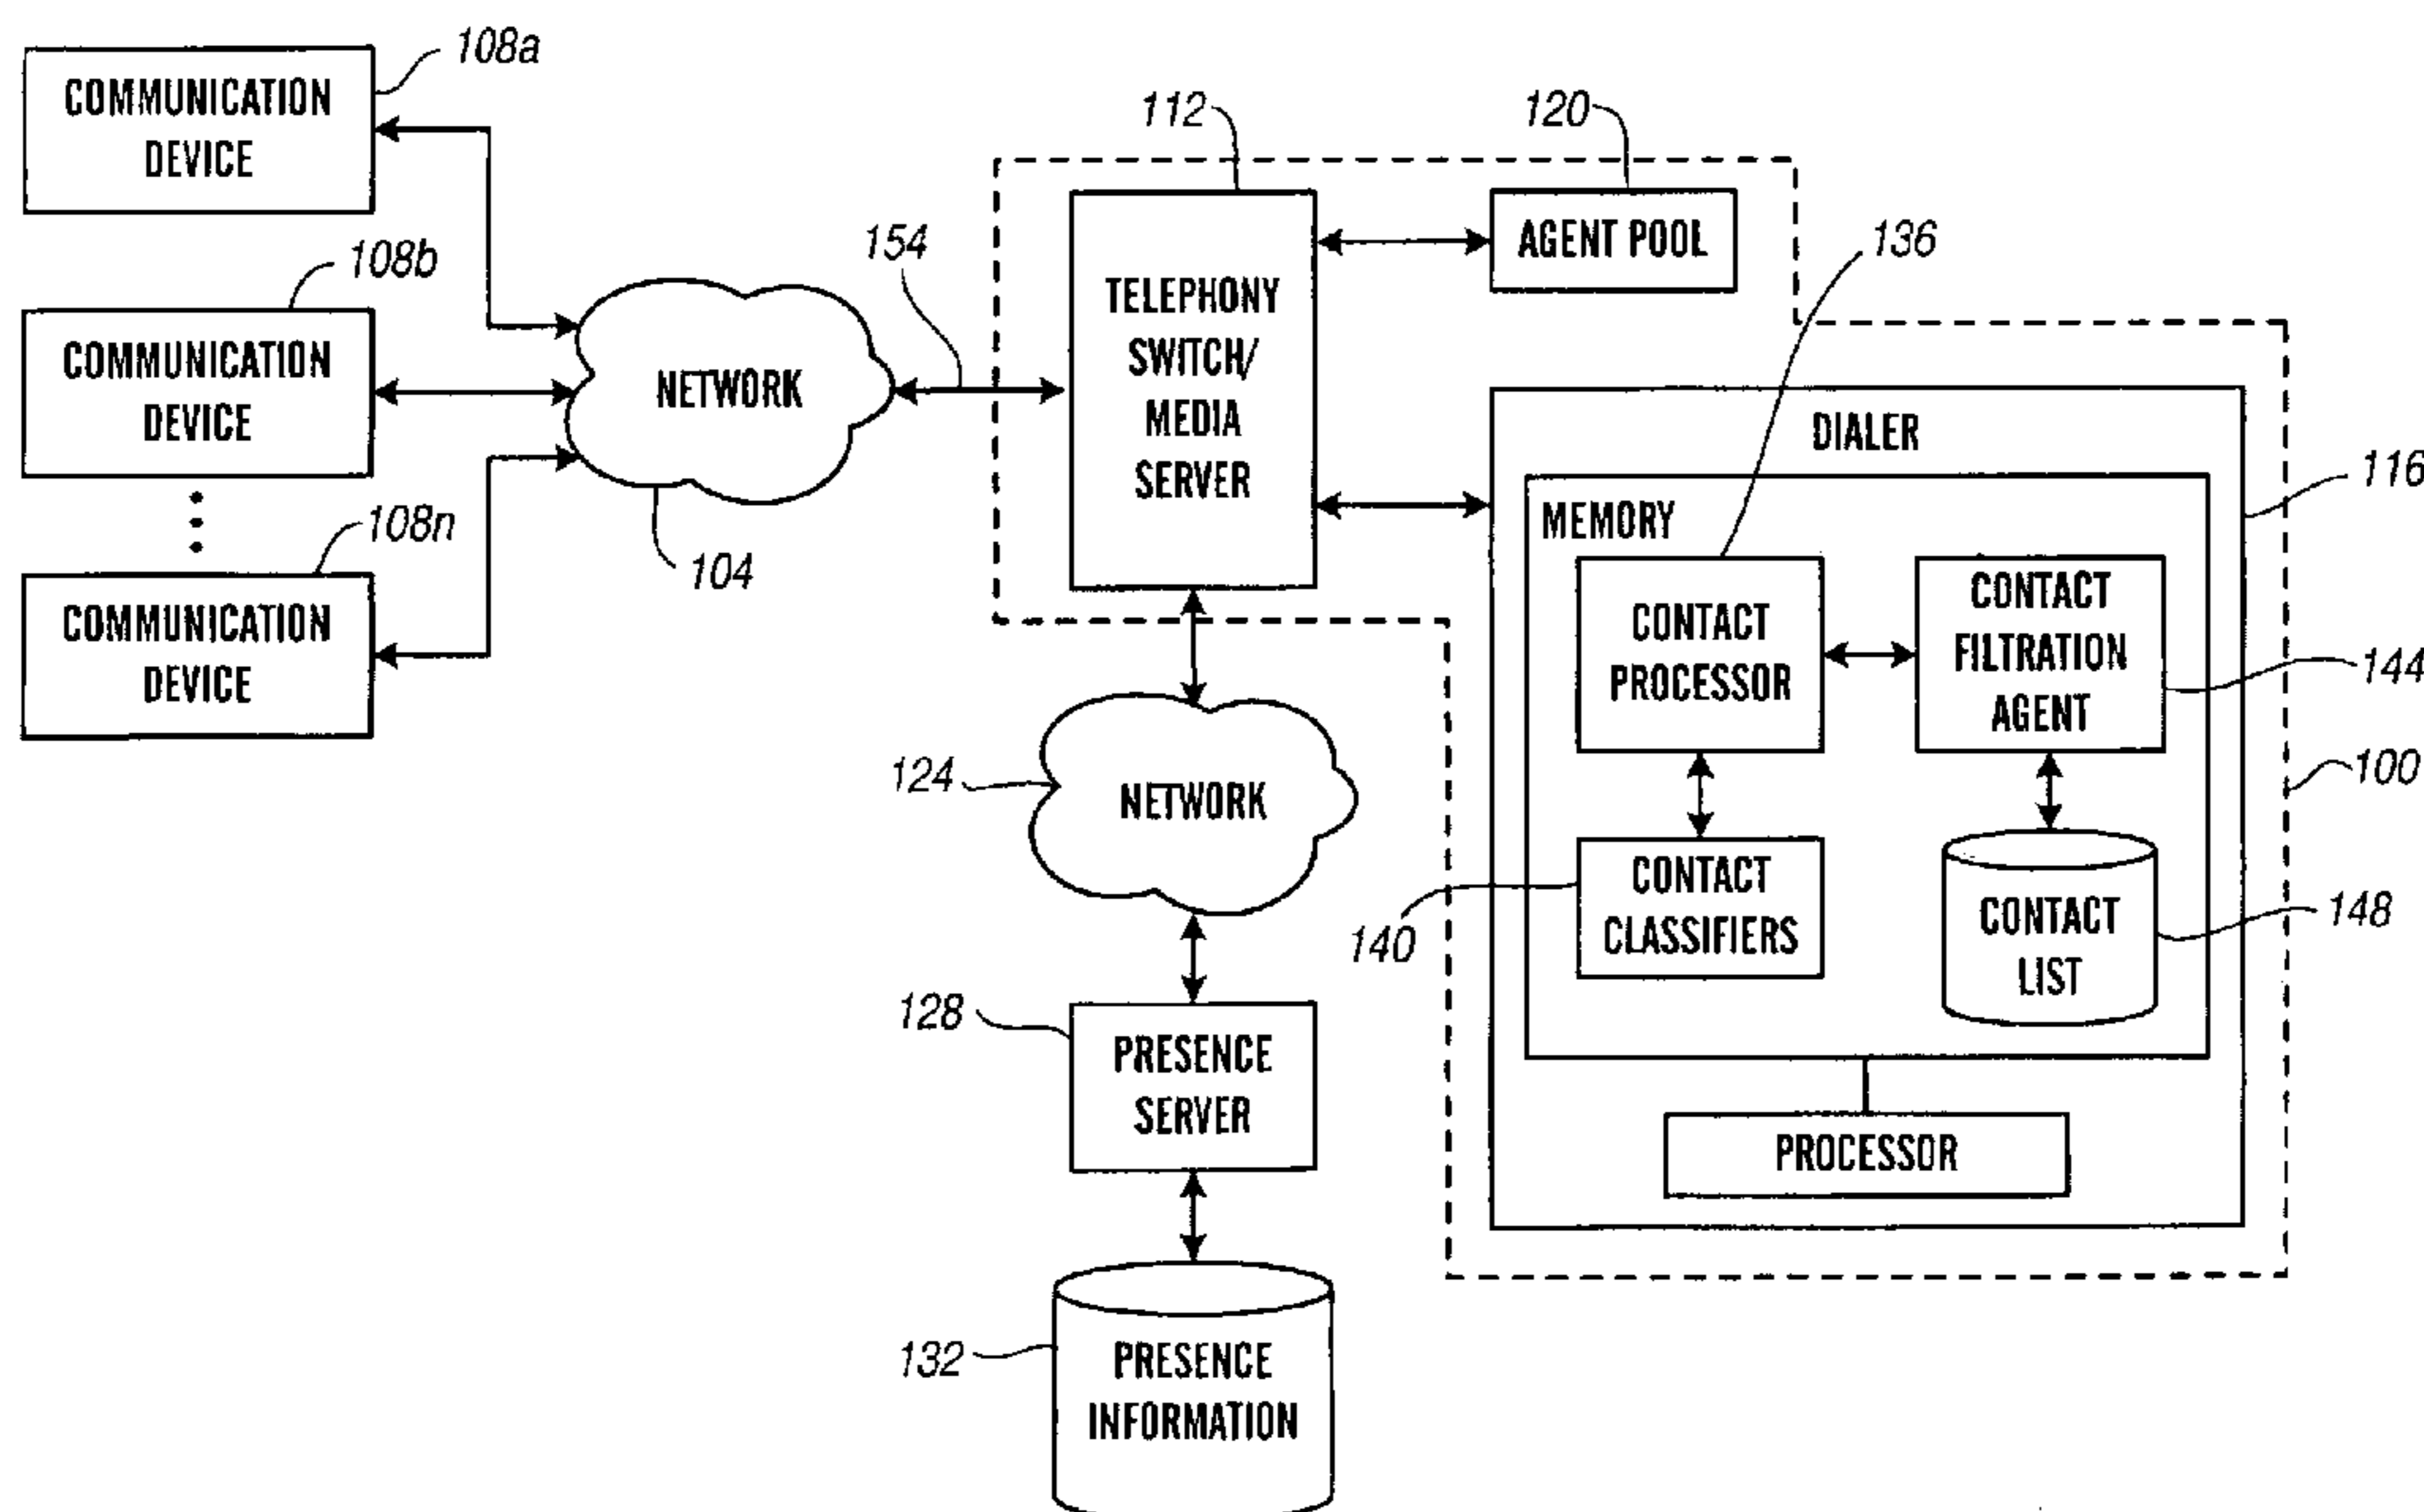 108a
COMMUNICATION
DEVICE
108b
COMMUNICATION
DEVICE
108n
COMMUNICATION
DEVICE
NETWORK
104
154
112
TELEPHONY
SWITCH/
MEDIA
SERVER
120
AGENT POOL
136
DIALER
116
MEMORY
CONTACT
PROCESSOR
CONTACT
FILTRATION
AGENT
144
100
140
CONTACT
CLASSIFIERS
CONTACT
LIST
148
PROCESSOR
124
NETWORK
128
PRESENCE
SERVER
132
PRESENCE
INFORMATION